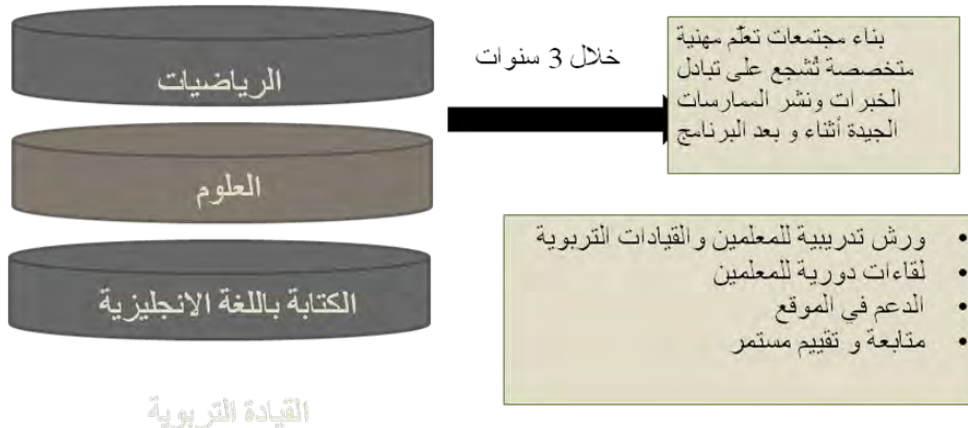 الرياضيات
العلوم
الكتابة باللغة الانجليزية
القيادة التربوية
خلال 3 سنوات
بناء مجتمعات تعلّم مهنية
متخصصة تُشجع على تبادل
الخبرات ونشر الممارسات
الجيدة أثناء و بعد البرنامج
• ورش تدريبية للمعلمين والقيادات التربوية
• لقاءات دورية للمعلمين
• الدعم في الموقع
• متابعة و تقييم مستمر